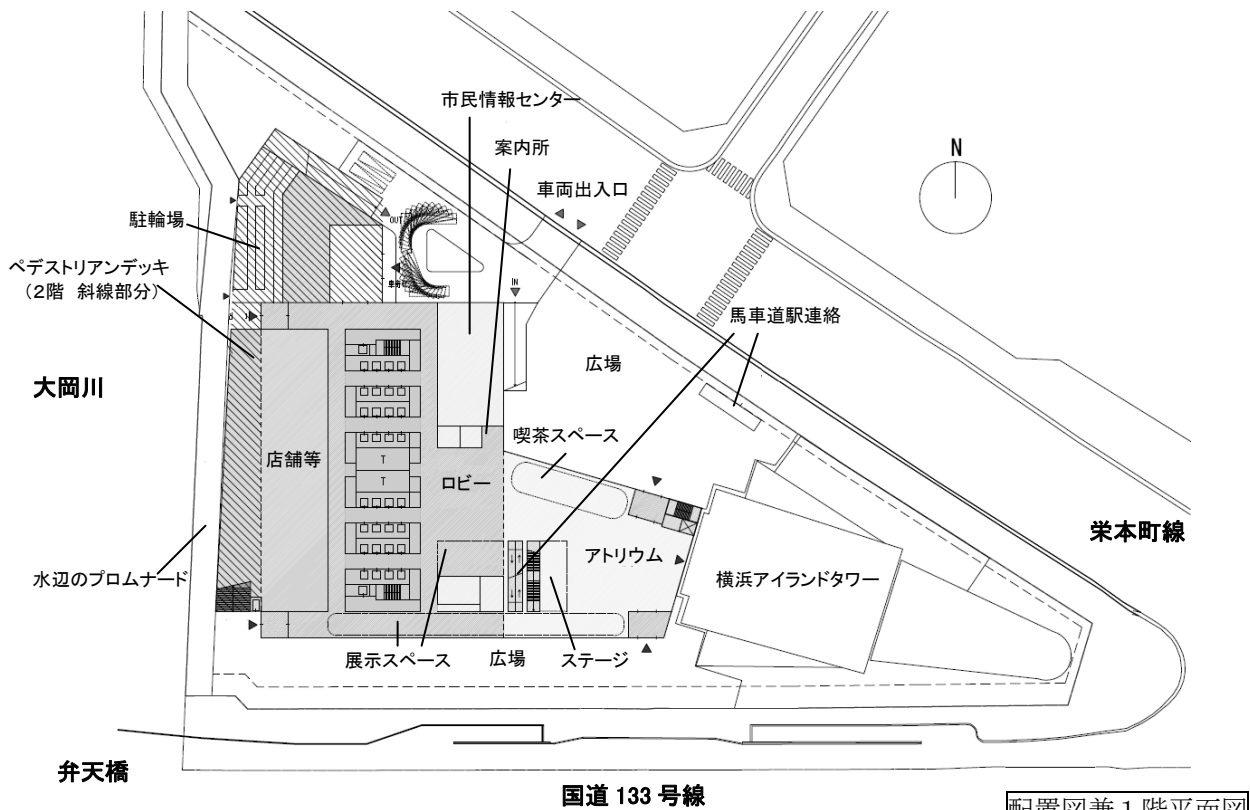 市民情報センター
案内所
N
車両出入口
駐輪場
OUT
ペデストリアンデッキ
(2階 斜線部分)
IN
馬車道駅連絡
広場
大岡川
喫茶スペース
店舗等
T
T
ロビー
栄本町線
アトリウム
横浜アイランドタワー
水辺のプロムナード
展示スペース
広場
ステージ
弁天橋
国道 133 号線
配置図兼1階平面図